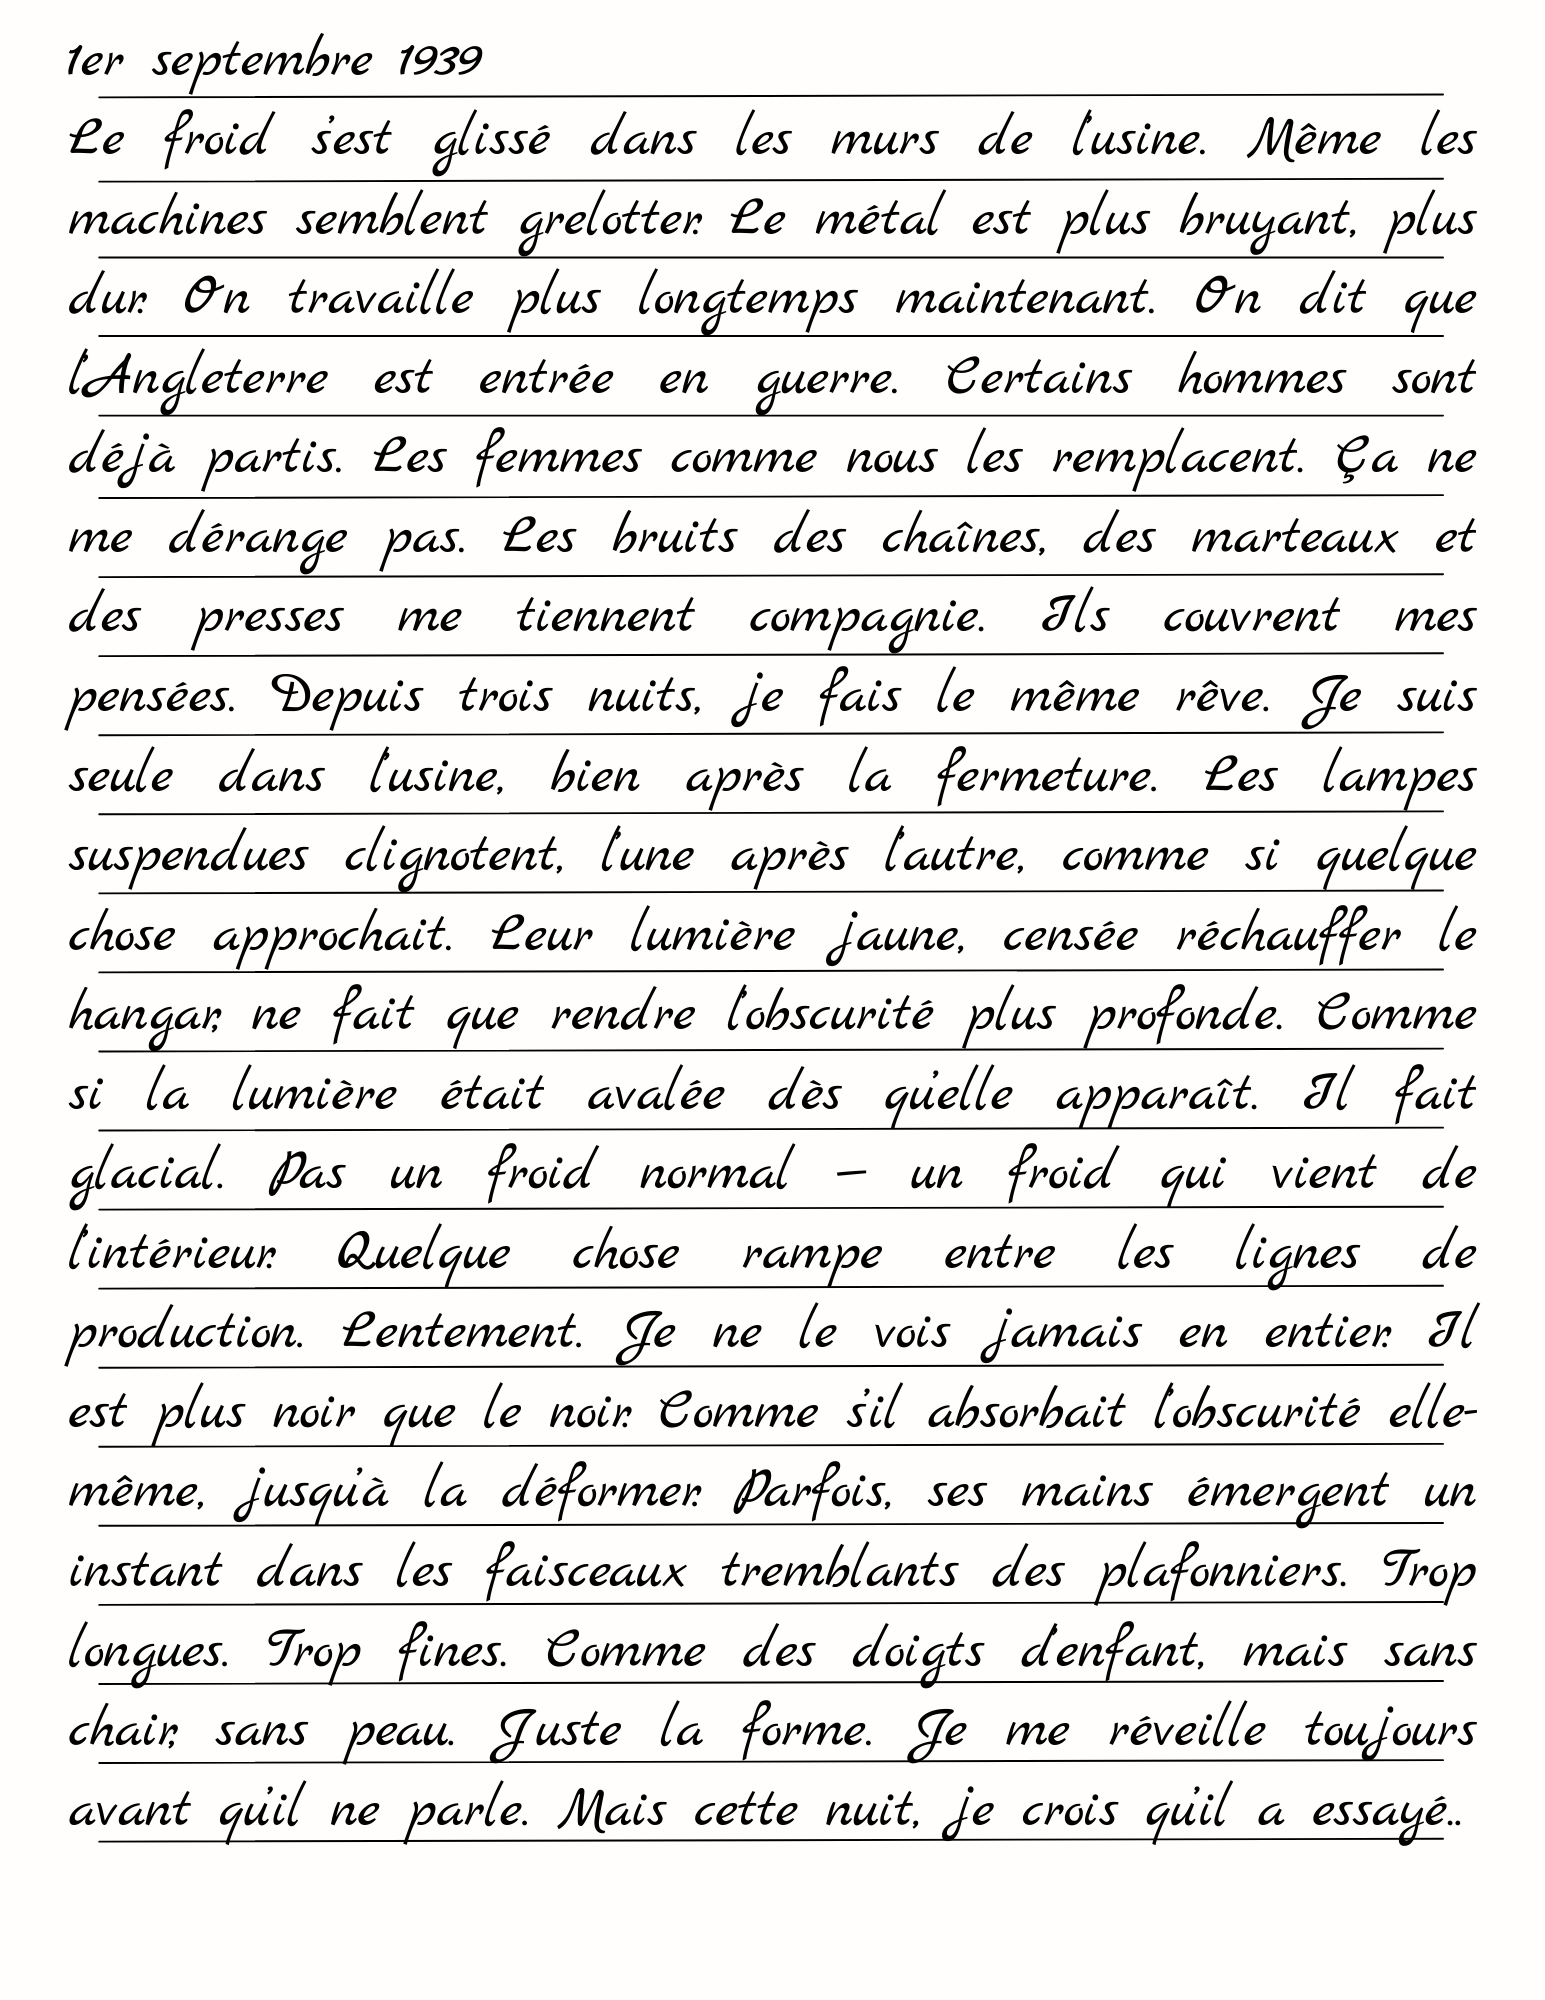 1er septembre 1939
Le froid s'est glissé dans les murs de l'usine. Même les
machines semblent grelotter. Le métal est plus bruyant, plus
dur. On travaille plus longtemps maintenant. On dit que
l'Angleterre est entrée en guerre. Certains hommes sont
déjà partis. Les femmes comme nous les remplacent. Ça ne
me dérange pas. Les bruits des chaînes, des marteaux et
des presses me tiennent compagnie. Ils couvrent mes
pensées. Depuis trois nuits, je fais le même rêve. Je suis
seule dans l'usine, bien après la fermeture. Les lampes
suspendues clignotent, l'une après l'autre, comme si quelque
chose approchait. Leur lumière jaune, censée réchauffer le
hangar, ne fait que rendre l'obscurité plus profonde. Comme
si la lumière était avalée dès qu'elle apparaît. Il fait
glacial. Pas un froid normal – un froid qui vient de
l'intérieur. Quelque chose rampe entre les lignes de
production. Lentement. Je ne le vois jamais en entier. Il
est plus noir que le noir. Comme s'il absorbait l'obscurité elle-
même, jusqu'à la déformer. Parfois, ses mains émergent un
instant dans les faisceaux tremblants des plafonniers. Trop
longues. Trop fines. Comme des doigts d'enfant, mais sans
chair, sans peau. Juste la forme. Je me réveille toujours
avant qu'il ne parle. Mais cette nuit, je crois qu'il a essayé..